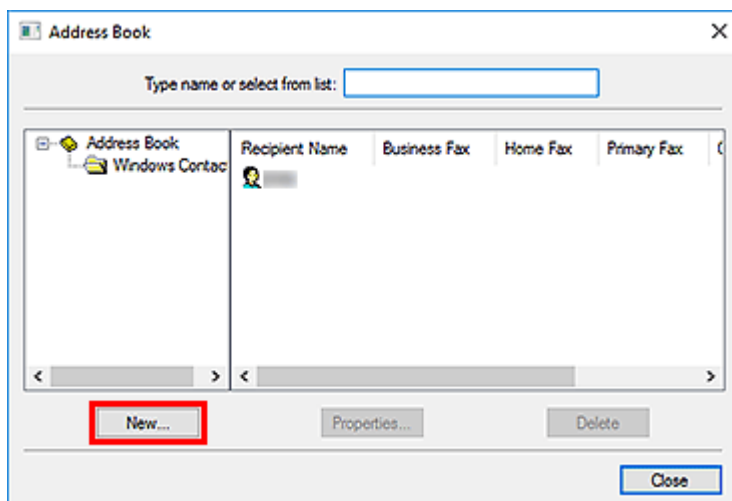 Address Book
Type name or select from list:
Address Book
Windows Contac
Recipient Name Business Fax Home Fax Primary Fax
New... Properties... Delete
Close